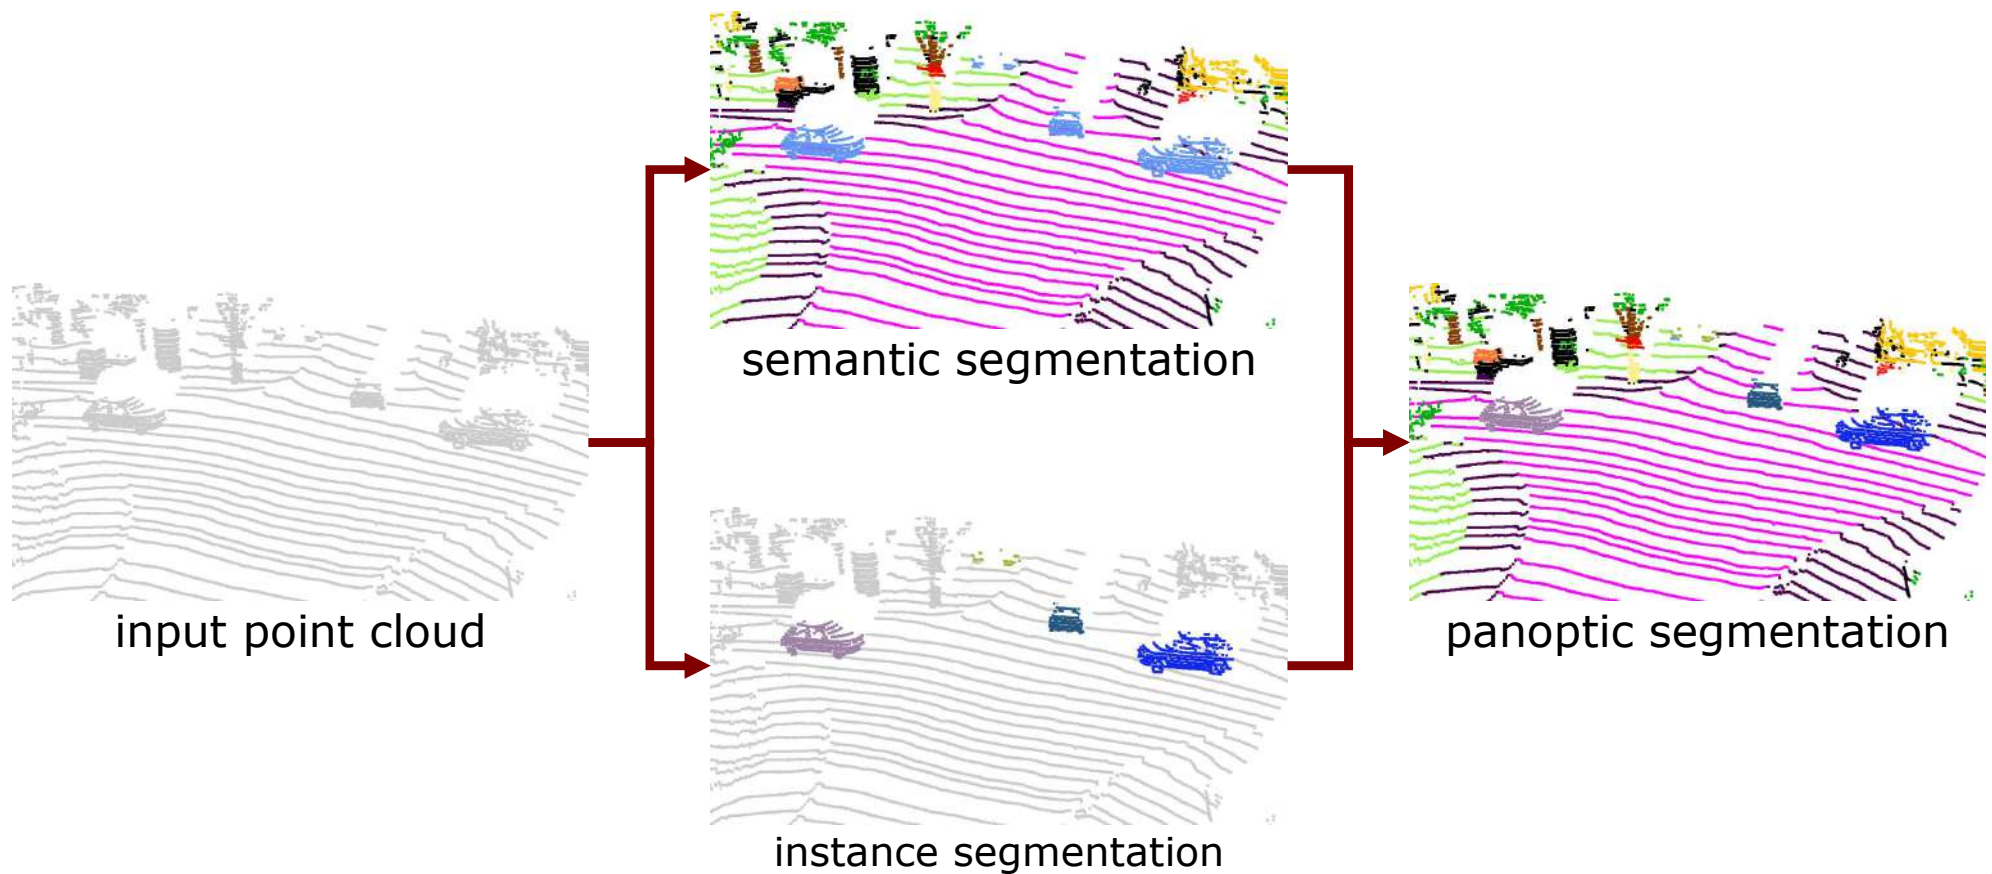 input point cloud
semantic segmentation
instance segmentation
panoptic segmentation